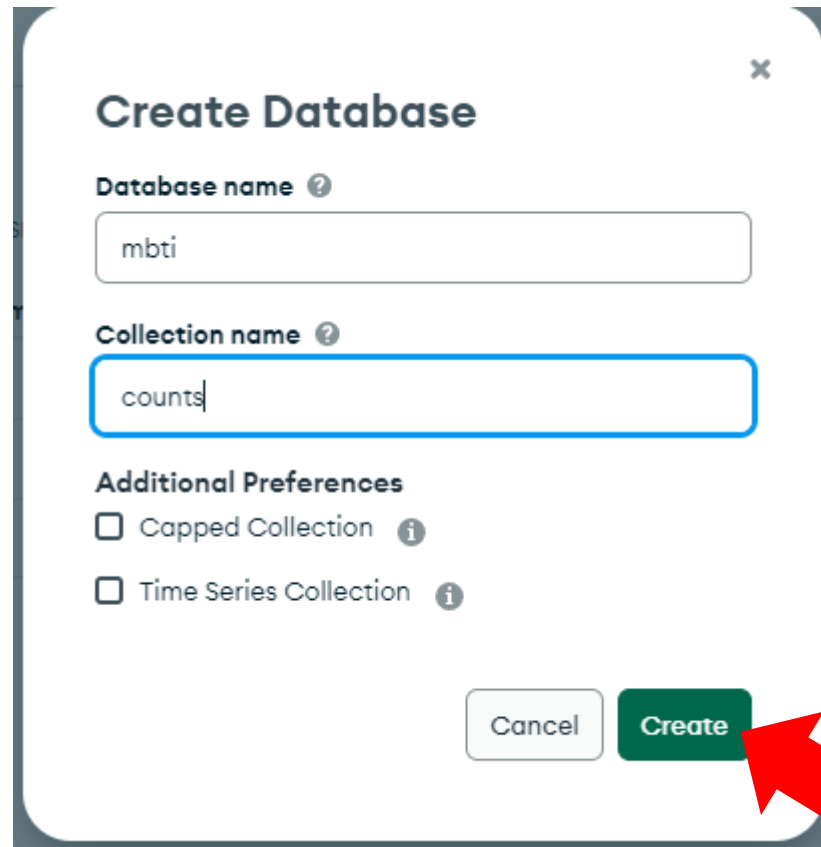 Create Database
Database name
mbti
Collection name
counts
Additional Preferences
Capped Collection
Time Series Collection
Cancel Create